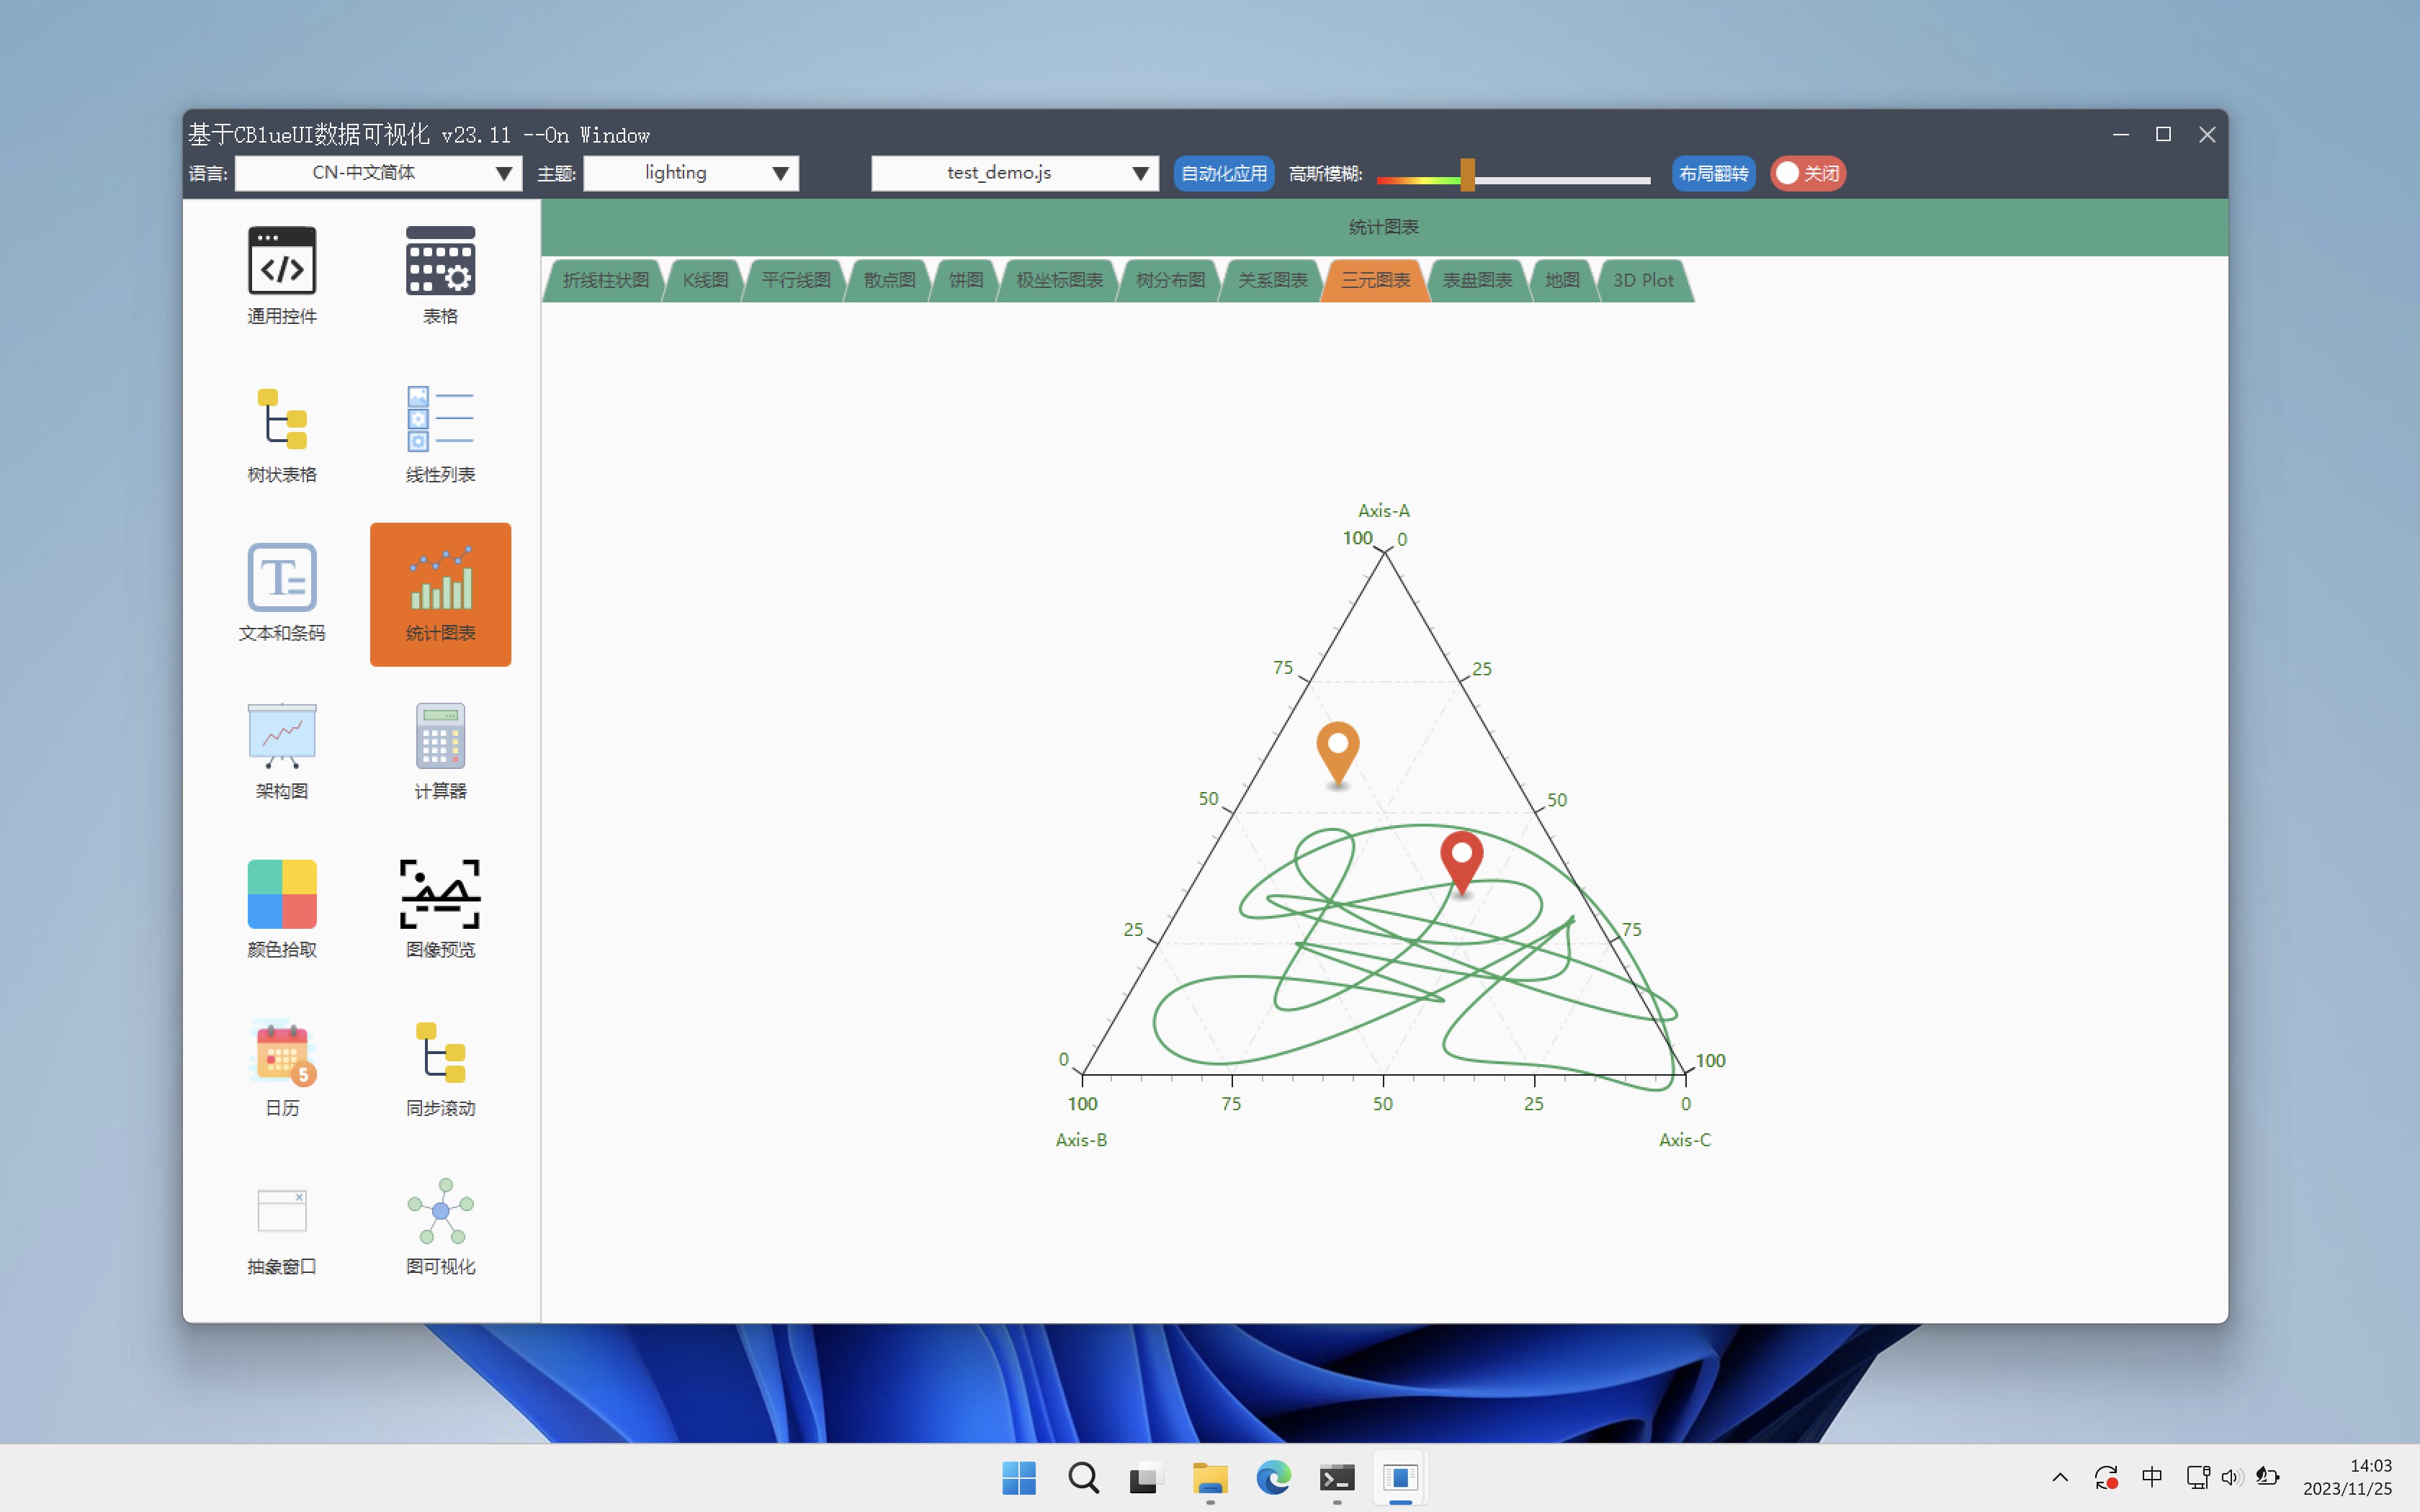 基于CBlueUI数据可视化 v23.11 --On Window
语言: CN-中文简体 主题: lighting test_demo.js 自动化应用 高斯模糊: 布局翻转 关闭
统计图表
折线柱状图 K线图 平行线图 散点图 饼图 极坐标图表 树分布图 关系图表 三元图表 表盘图表 地图 3D Plot
通用控件 表格
树状表格 线性列表
文本和条码 统计图表
架构图 计算器
颜色拾取 图像预览
5
日历 同步滚动
抽象窗口 图可视化
Axis-A
100 0
75 25
50 50
25 75
0 100
100 75 50 25 0
Axis-B Axis-C
中
14:03
2023/11/25